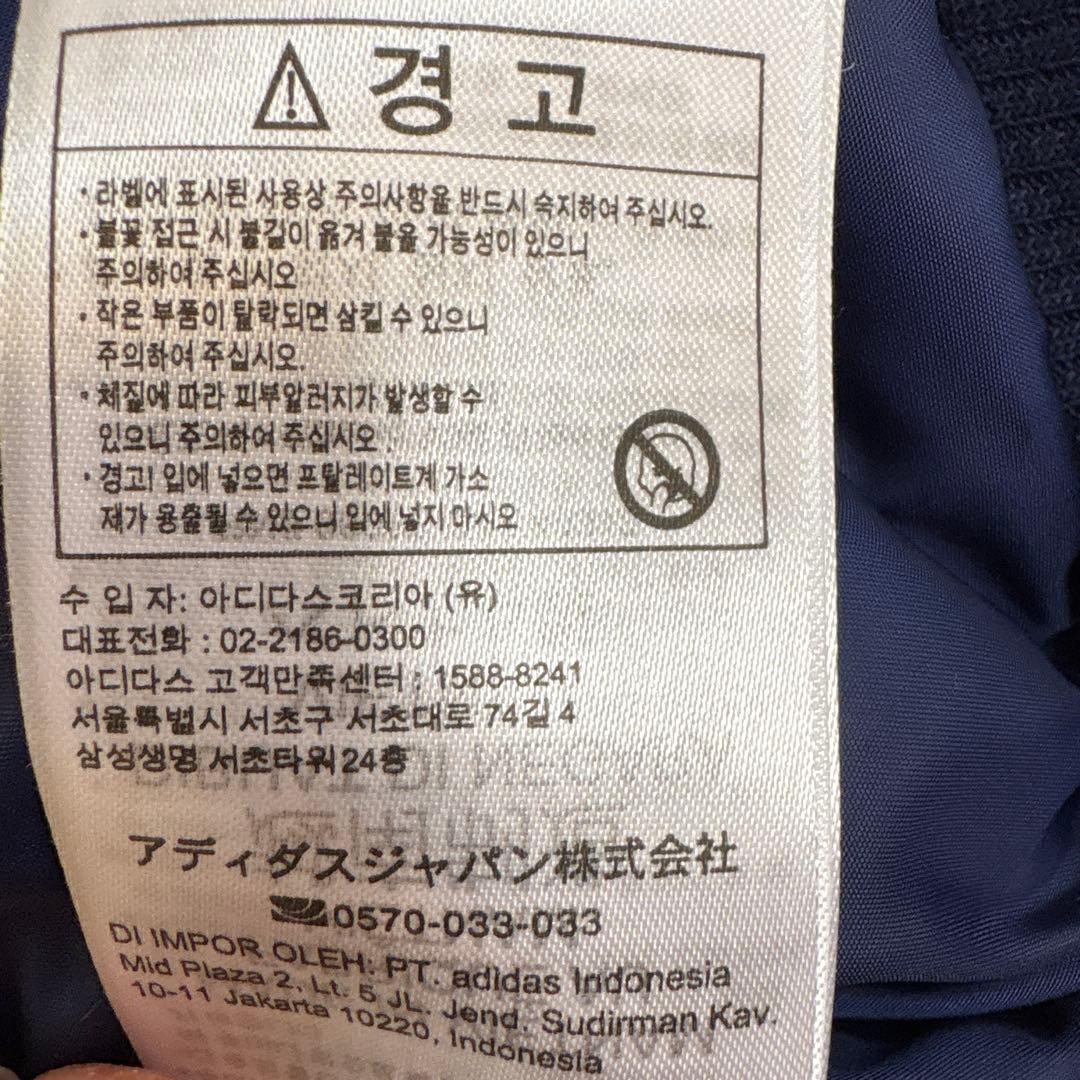 경고
· 라벨에 표시된 사용상 주의사항을 반드시 숙지하여 주십시오.
· 불꽃 접근 시 불길이 옮겨 붙을 가능성이 있으니
주의하여 주십시오
· 작은 부품이 탈락되면 삼킬 수 있으니
주의하여 주십시오.
· 체질에 따라 피부알러지가 발생할 수
있으니 주의하여 주십시오.
· 경고! 입에 넣으면 프탈레이트계 가소
제가 용출될 수 있으니 입에 넣지 마시오
수 입 자: 아디다스코리아 (유)
대표전화 : 02-2186-0300
아디다스 고객만족센터 : 1588-8241
서울특별시 서초구 서초대로 74길 4
삼성생명 서초타워 24층
アディダスジャパン株式会社
0570-033-033
DI IMPOR OLEH: PT. adidas Indonesia
Mid Plaza 2, Lt. 5 JL. Jend. Sudirman Kav.
10-11 Jakarta 10220, Indonesia